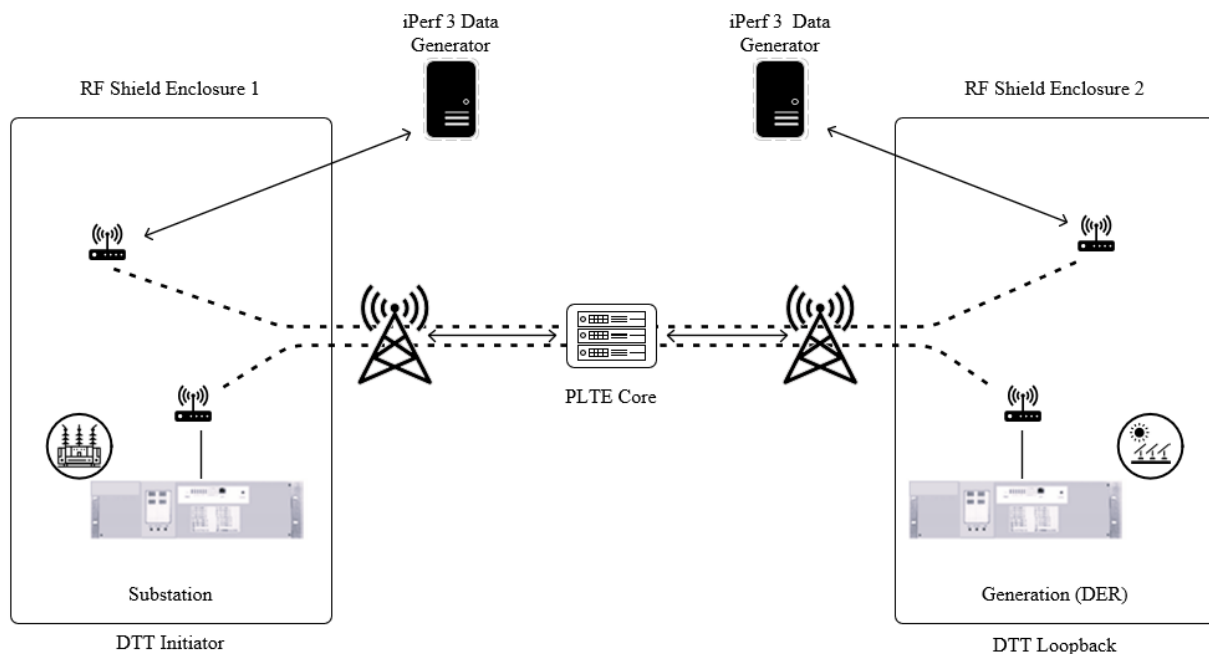 iPerf 3 Data
Generator
iPerf 3 Data
Generator
RF Shield Enclosure 1
RF Shield Enclosure 2
PLTE Core
Substation
Generation (DER)
DTT Initiator
DTT Loopback